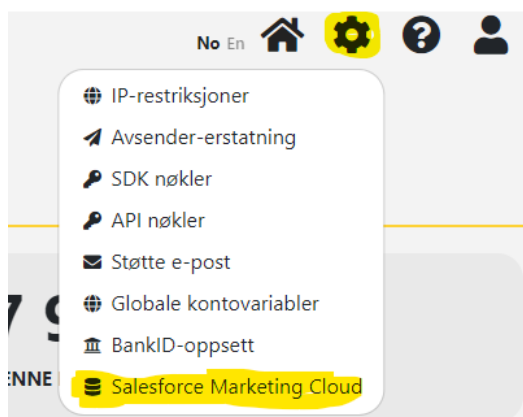 No En
IP-restriksjoner
Avsender-erstatning
SDK nøkler
API nøkler
Støtte e-post
Globale kontovariabler
BankID-oppsett
ENNE
Salesforce Marketing Cloud